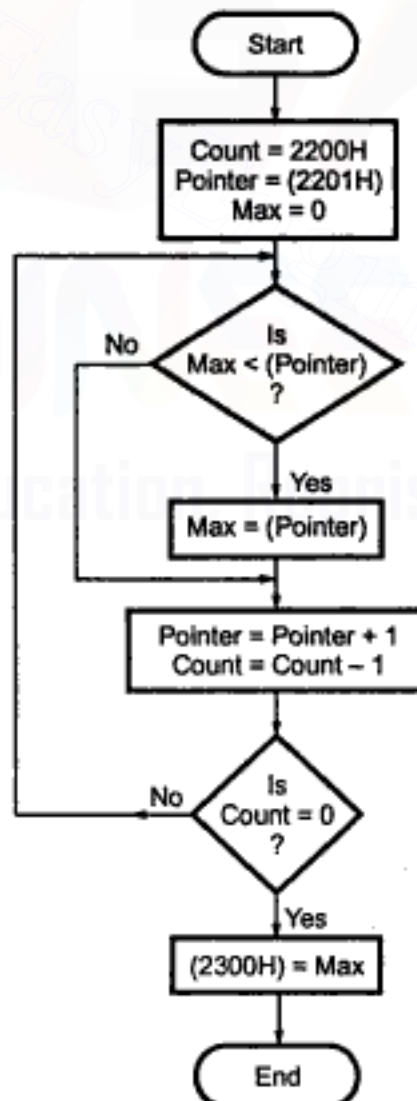 Start
Count = 2200H
Pointer = (2201H)
Max = 0
Is
Max < (Pointer)
?
No
Yes
Max = (Pointer)
Pointer = Pointer + 1
Count = Count – 1
Is
Count = 0
?
No
Yes
(2300H) = Max
End